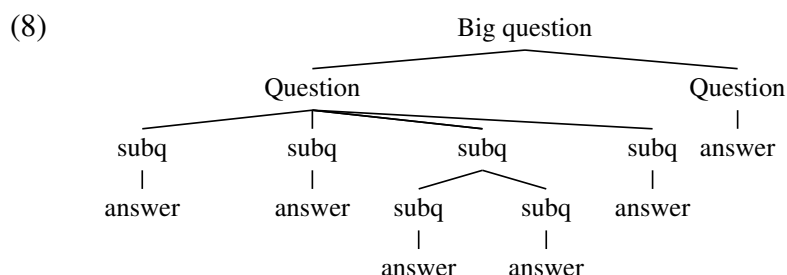 (8) Big question
Question Question
subq subq subq subq answer
answer answer subq subq answer
answer answer